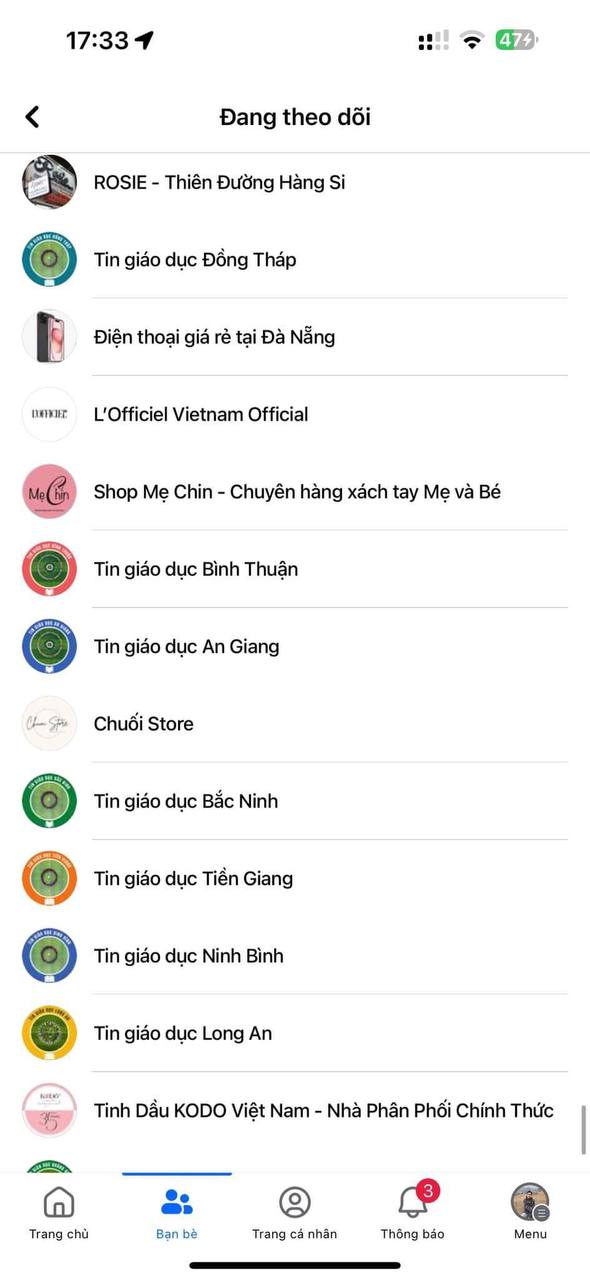 17:33
47
Đang theo dõi
ROSIE - Thiên Đường Hàng Si
Tin giáo dục Đồng Tháp
Điện thoại giá rẻ tại Đà Nẵng
L'OFFICIEL
L'Officiel Vietnam Official
Mẹ Chin
Shop Mẹ Chin - Chuyên hàng xách tay Mẹ và Bé
Tin giáo dục Bình Thuận
Tin giáo dục An Giang
Chuối Store
Tin giáo dục Bắc Ninh
Tin giáo dục Tiền Giang
Tin giáo dục Ninh Bình
Tin giáo dục Long An
KODO
35
Tinh Dầu KODO Việt Nam - Nhà Phân Phối Chính Thức
3
Trang chủ
Bạn bè
Trang cá nhân
Thông báo
Menu